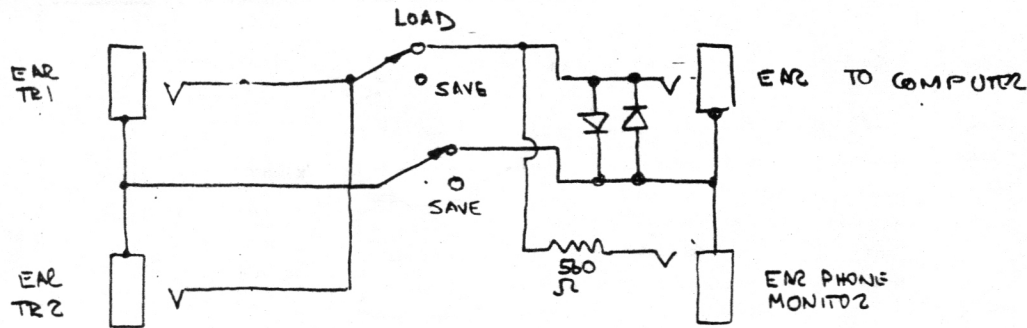 LOAD
EAR
TR1
SAVE
EAR TO COMPUTER
SAVE
EAR
TR2
560
Ω
EAR PHONE
MONITOR